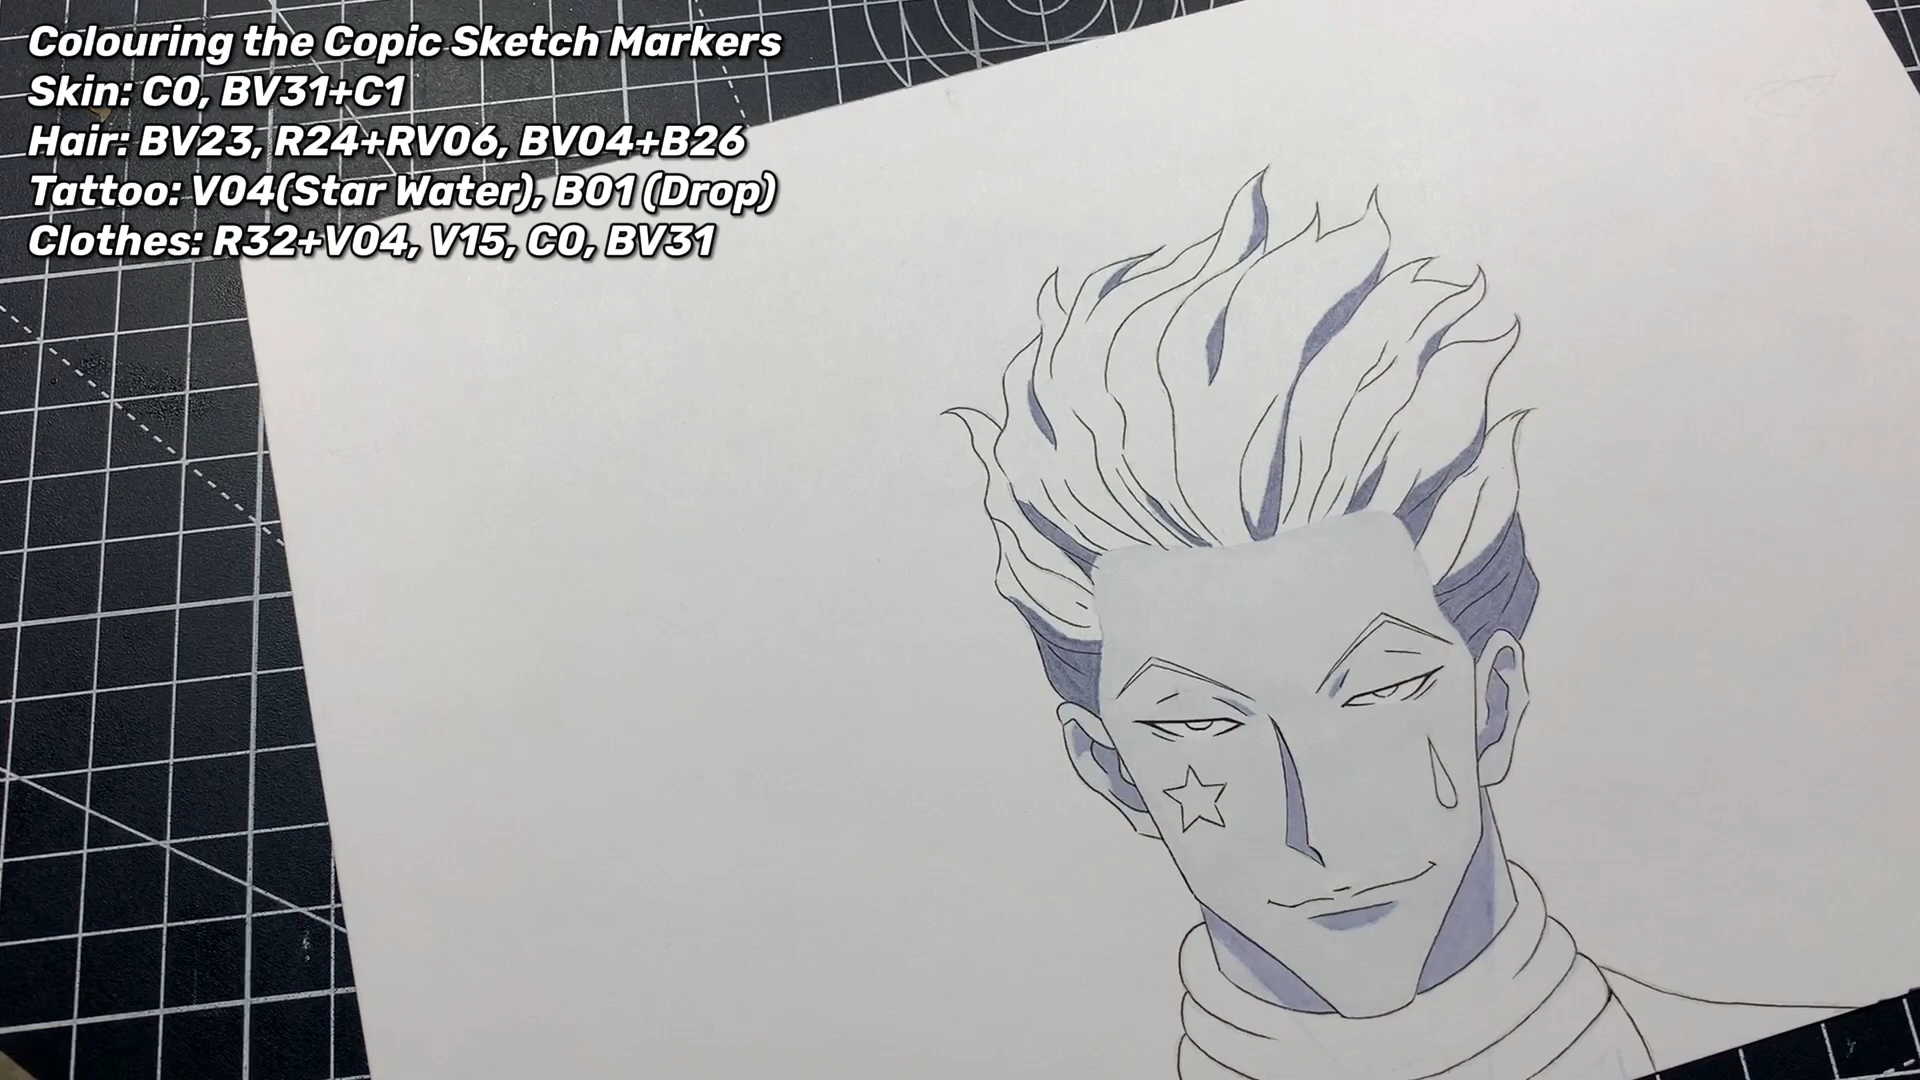 Colouring the Copic Sketch Markers
Skin: C0, BV31+C1
Hair: BV23, R24+RV06, BV04+B26
Tattoo: V04(Star Water), B01 (Drop)
Clothes: R32+V04, V15, C0, BV31